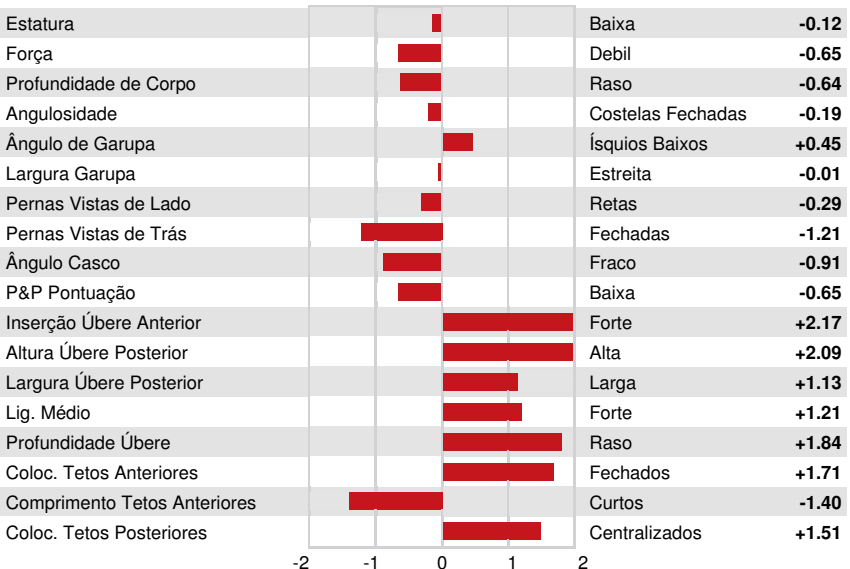 Estatura Baixa -0.12
Força Debil -0.65
Profundidade de Corpo Raso -0.64
Angulosidade Costelas Fechadas -0.19
Ângulo de Garupa Ísquios Baixos +0.45
Largura Garupa Estreita -0.01
Pernas Vistas de Lado Retas -0.29
Pernas Vistas de Trás Fechadas -1.21
Ângulo Casco Fraco -0.91
P&P Pontuação Baixa -0.65
Inserção Úbere Anterior Forte +2.17
Altura Úbere Posterior Alta +2.09
Largura Úbere Posterior Larga +1.13
Lig. Médio Forte +1.21
Profundidade Úbere Raso +1.84
Coloc. Tetos Anteriores Fechados +1.71
Comprimento Tetos Anteriores Curtos -1.40
Coloc. Tetos Posteriores Centralizados +1.51
-2 -1 0 1 2